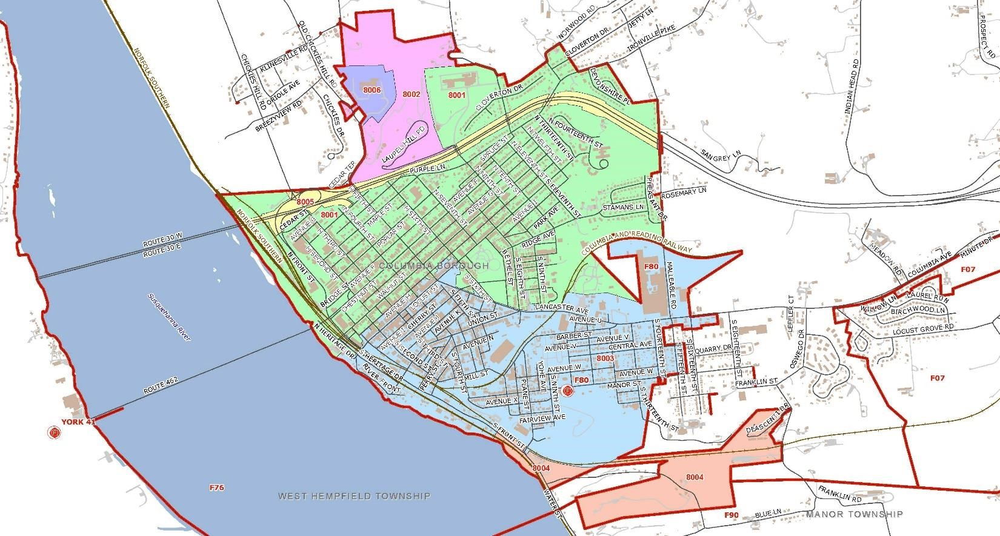 NORWOOD RD
JETTY LN
CLOVERTON DR
IRONVILLE PIKE
PROSPECT RD
OLD CHICKIES HILL RD
KLINESVILLE RD
CHICKIES HILL RD
NORFOLK SOUTHERN
ORIOLE AVE
BREEZYVIEW RD
CHICKIES DR
8006
8002
8001
CLOVERTON DR
DEVONSHIRE PL
INDIAN HEAD RD
LAUREL HILL RD
N FOURTEENTH ST
N THIRTEENTH ST
N TWELFTH ST
SPRUCE ST
N ELEVENTH ST
SANGREY LN
CEDAR TER
PURPLE LN
N TENTH ST
N NINTH ST
AVENUE F
AVENUE G
S ELEVENTH ST
PHEASANT DR
ROSEMARY LN
STAMANS LN
8005
8001
N FIFTH ST
MAPLE ST
N SEVENTH ST
N SIXTH ST
N FOURTH ST
POPLAR ST
CEDAR ST
N THIRD ST
N SECOND ST
AVENUE F
PARK AVE
RIDGE AVE
NORFOLK SOUTHERN
ROUTE 30 W
ROUTE 30 E
N FRONT ST
COLUMBIA AND READING RAILWAY
COLUMBIA BOROUGH
BETHEL ST
S EIGHTH ST
S NINTH ST
F80
MALLEABLE RD
MEADOW RD
COLUMBIA AVE
MINUTE DR
F07
BRIDGE ST
CHESTNUT ST
WALNUT ST
AVENUE H
LOCUST ST
S SIXTH ST
S FIFTH ST
CHERRY ST
AVENUE I
AVENUE J
AVENUE K
UNION ST
LANCASTER AVE
AVENUE U
WILLOW LN
LAUREL RUN
BIRCHWOOD LN
LOCUST GROVE RD
Susquehanna River
N HERITAGE DR
S HERITAGE DR
RIVER FRONT
S SECOND ST
S THIRD ST
S FOURTH ST
PERRY ST
AVENUE N
BARBER ST
AVENUE V
AVENUE V
CENTRAL AVE
8003
AVENUE W
AVENUE W
F80
MANOR ST
MILL ST
AVENUE X
PLANE ST
YOHE AVE
S NINTH ST
FAIRVIEW AVE
S THIRTEENTH ST
S FOURTEENTH ST
S FIFTEENTH ST
S SIXTEENTH ST
S EIGHTEENTH ST
QUARRY DR
FRANKLIN ST
LEFFLER CT
OSWEGO DR
F07
ROUTE 462
YORK 41
F
F
DEASCENTI DR
S FRONT ST
8004
8004
F76
WEST HEMPFIELD TOWNSHIP
WATER ST
F90
BLUE LN
FRANKLIN RD
MANOR TOWNSHIP